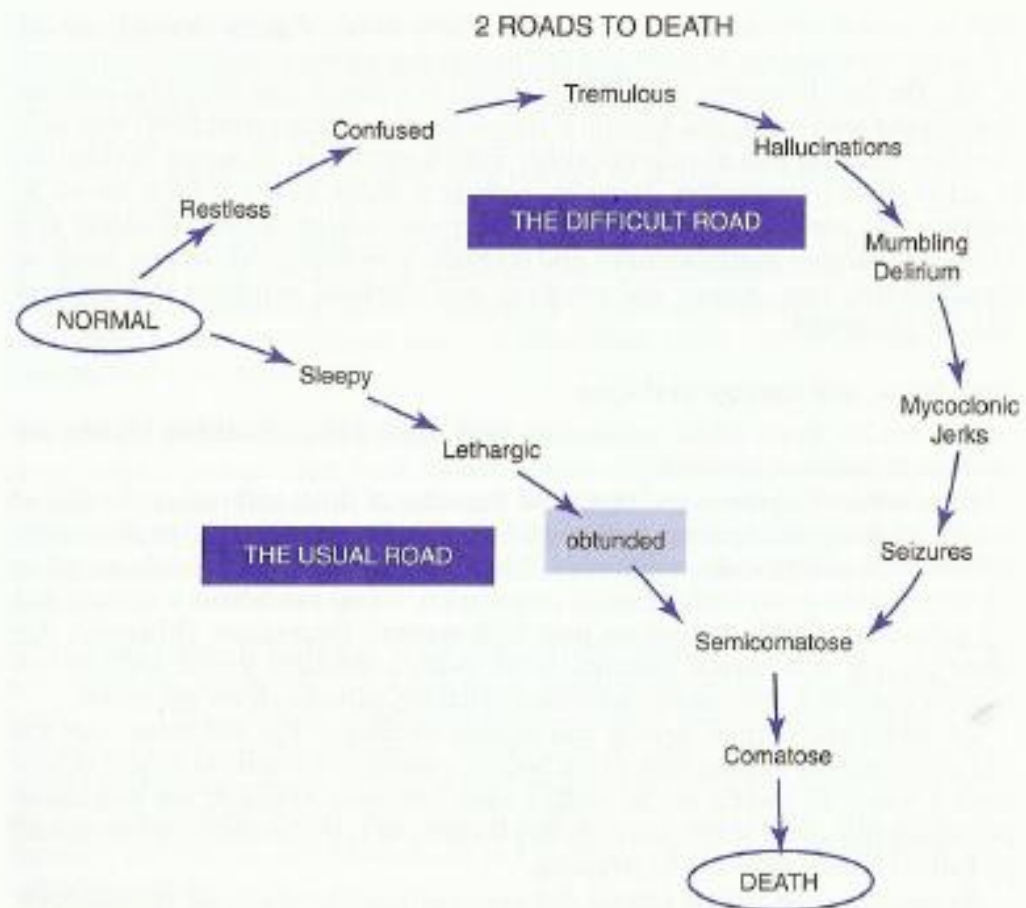 2 ROADS TO DEATH
Tremulous
Confused
Hallucinations
Restless
THE DIFFICULT ROAD
Mumbling
Delirium
NORMAL
Sleepy
Mycoclonic
Jerks
Lethargic
THE USUAL ROAD
obtunded
Seizures
Semicomatose
Comatose
DEATH